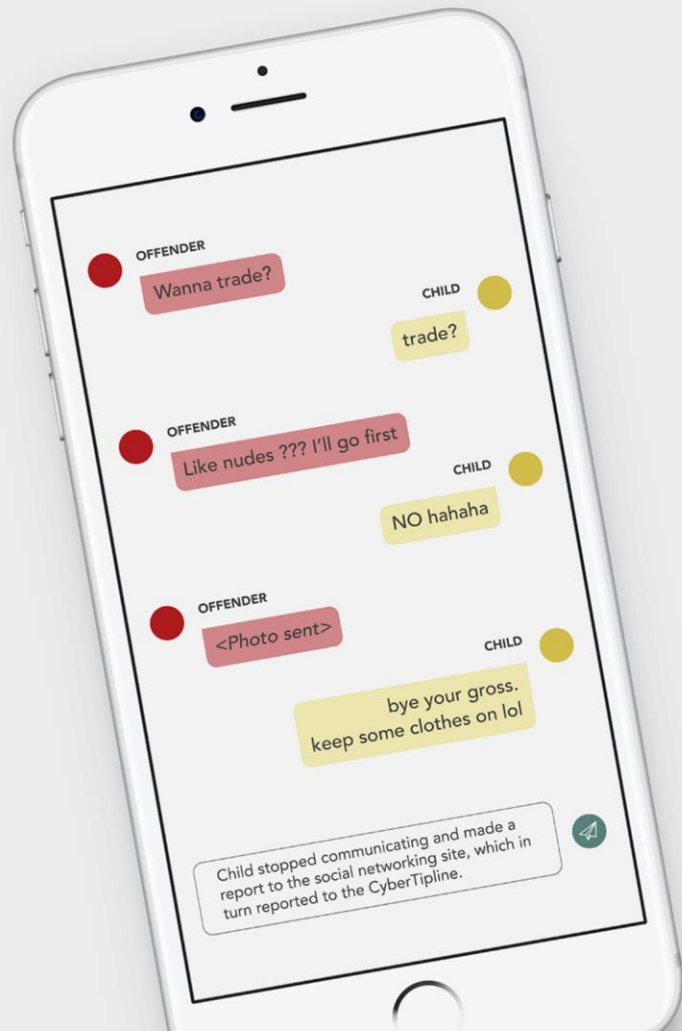 OFFENDER
Wanna trade?
CHILD
trade?
OFFENDER
Like nudes ??? I'll go first
CHILD
NO hahaha
OFFENDER
<Photo sent>
CHILD
bye your gross.
keep some clothes on lol
Child stopped communicating and made a
report to the social networking site, which in
turn reported to the CyberTipline.